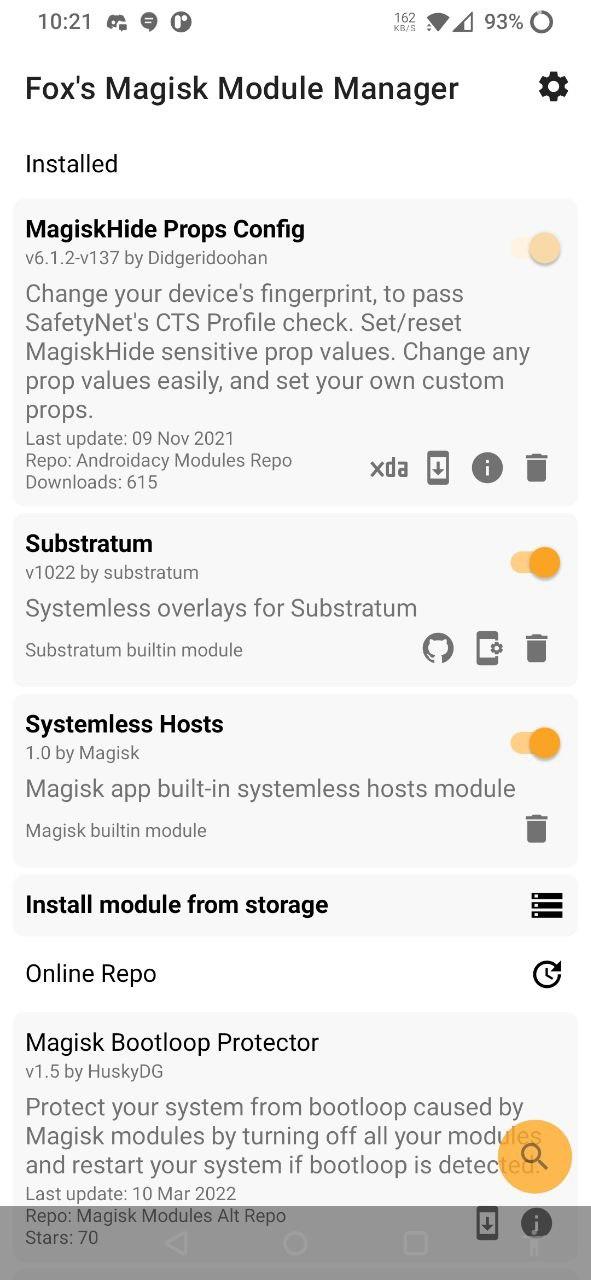 10:21
162
KB/S
93%
Fox's Magisk Module Manager
Installed
MagiskHide Props Config
v6.1.2-v137 by Didgeridoohan
Change your device's fingerprint, to pass
SafetyNet's CTS Profile check. Set/reset
MagiskHide sensitive prop values. Change any
prop values easily, and set your own custom
props.
Last update: 09 Nov 2021
Repo: Androidacy Modules Repo
Downloads: 615
xda
Substratum
v1022 by substratum
Systemless overlays for Substratum
Substratum builtin module
Systemless Hosts
1.0 by Magisk
Magisk app built-in systemless hosts module
Magisk builtin module
Install module from storage
Online Repo
Magisk Bootloop Protector
v1.5 by HuskyDG
Protect your system from bootloop caused by
Magisk modules by turning off all your modules
and restart your system if bootloop is detected.
Last update: 10 Mar 2022
Repo: Magisk Modules Alt Repo
Stars: 70